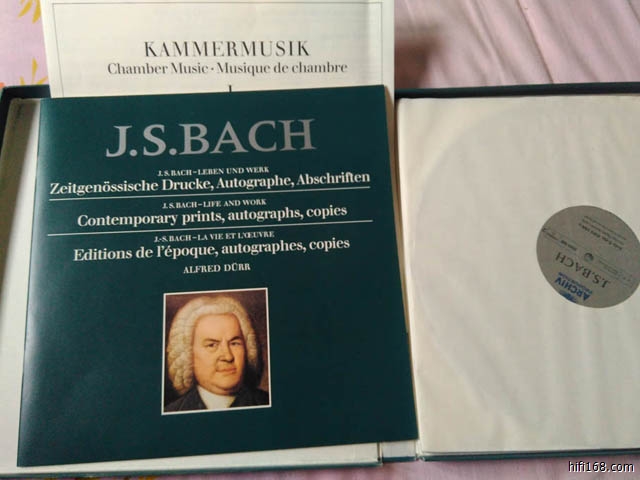 KAMMERMUSIK
Chamber Music · Musique de chambre
I
J.S.BACH
J.S. BACH – LEBEN UND WERK
Zeitgenössische Drucke, Autographe, Abschriften
J.S. BACH – LIFE AND WORK
Contemporary prints, autographs, copies
J.-S. BACH – LA VIE ET L'ŒUVRE
Editions de l'époque, autographes, copies
ALFRED DÜRR
ARCHIV
J.S.BACH
hifi168.com